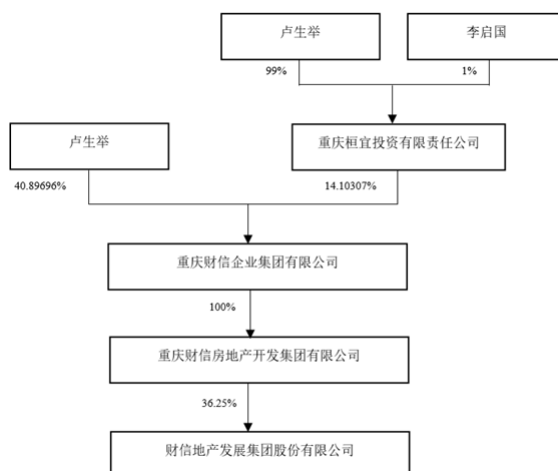 卢生举
李启国
99%
1%
卢生举
重庆桓宜投资有限责任公司
40.89696%
14.10307%
重庆财信企业集团有限公司
100%
重庆财信房地产开发集团有限公司
36.25%
财信地产发展集团股份有限公司